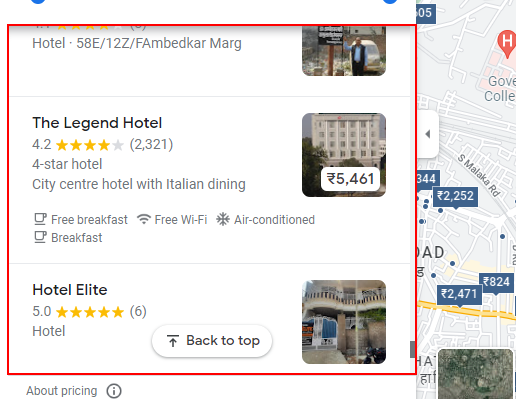 Hotel · 58E/12Z/FAmbedkar Marg
The Legend Hotel
4.2 (2,321)
4-star hotel
City centre hotel with Italian dining
₹5,461
Free breakfast Free Wi-Fi Air-conditioned
Breakfast
Hotel Elite
5.0 (6)
Hotel
Back to top
About pricing
605
H
Gove
Colle
S Malaka Rd
344
₹2,252
OAD
₹824
₹2,471
HAT